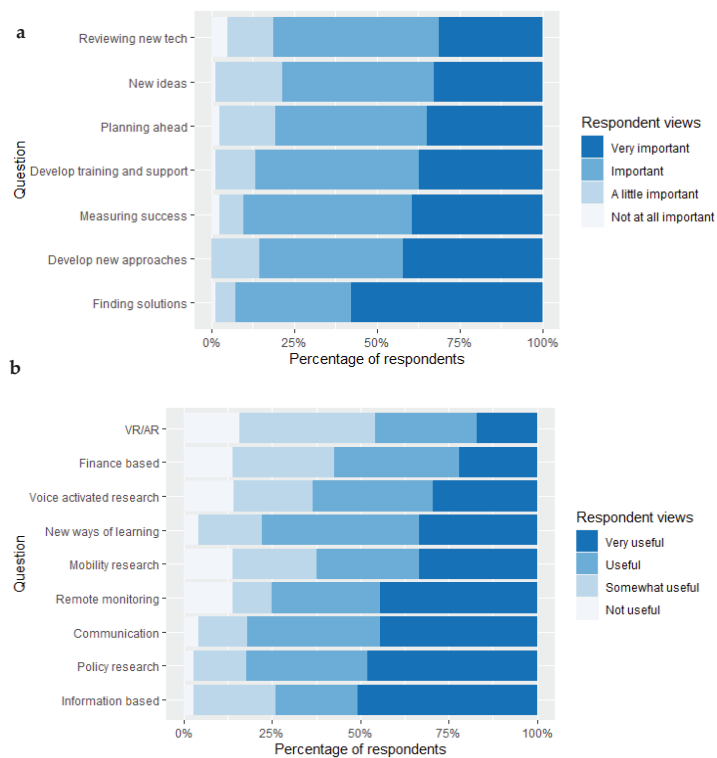 a
Reviewing new tech
New ideas
Planning ahead
Develop training and support
Measuring success
Develop new approaches
Finding solutions
Question
0% 25% 50% 75% 100%
Percentage of respondents
Respondent views
Very important
Important
A little important
Not at all important
b
VR/AR
Finance based
Voice activated research
New ways of learning
Mobility research
Remote monitoring
Communication
Policy research
Information based
Question
0% 25% 50% 75% 100%
Percentage of respondents
Respondent views
Very useful
Useful
Somewhat useful
Not useful